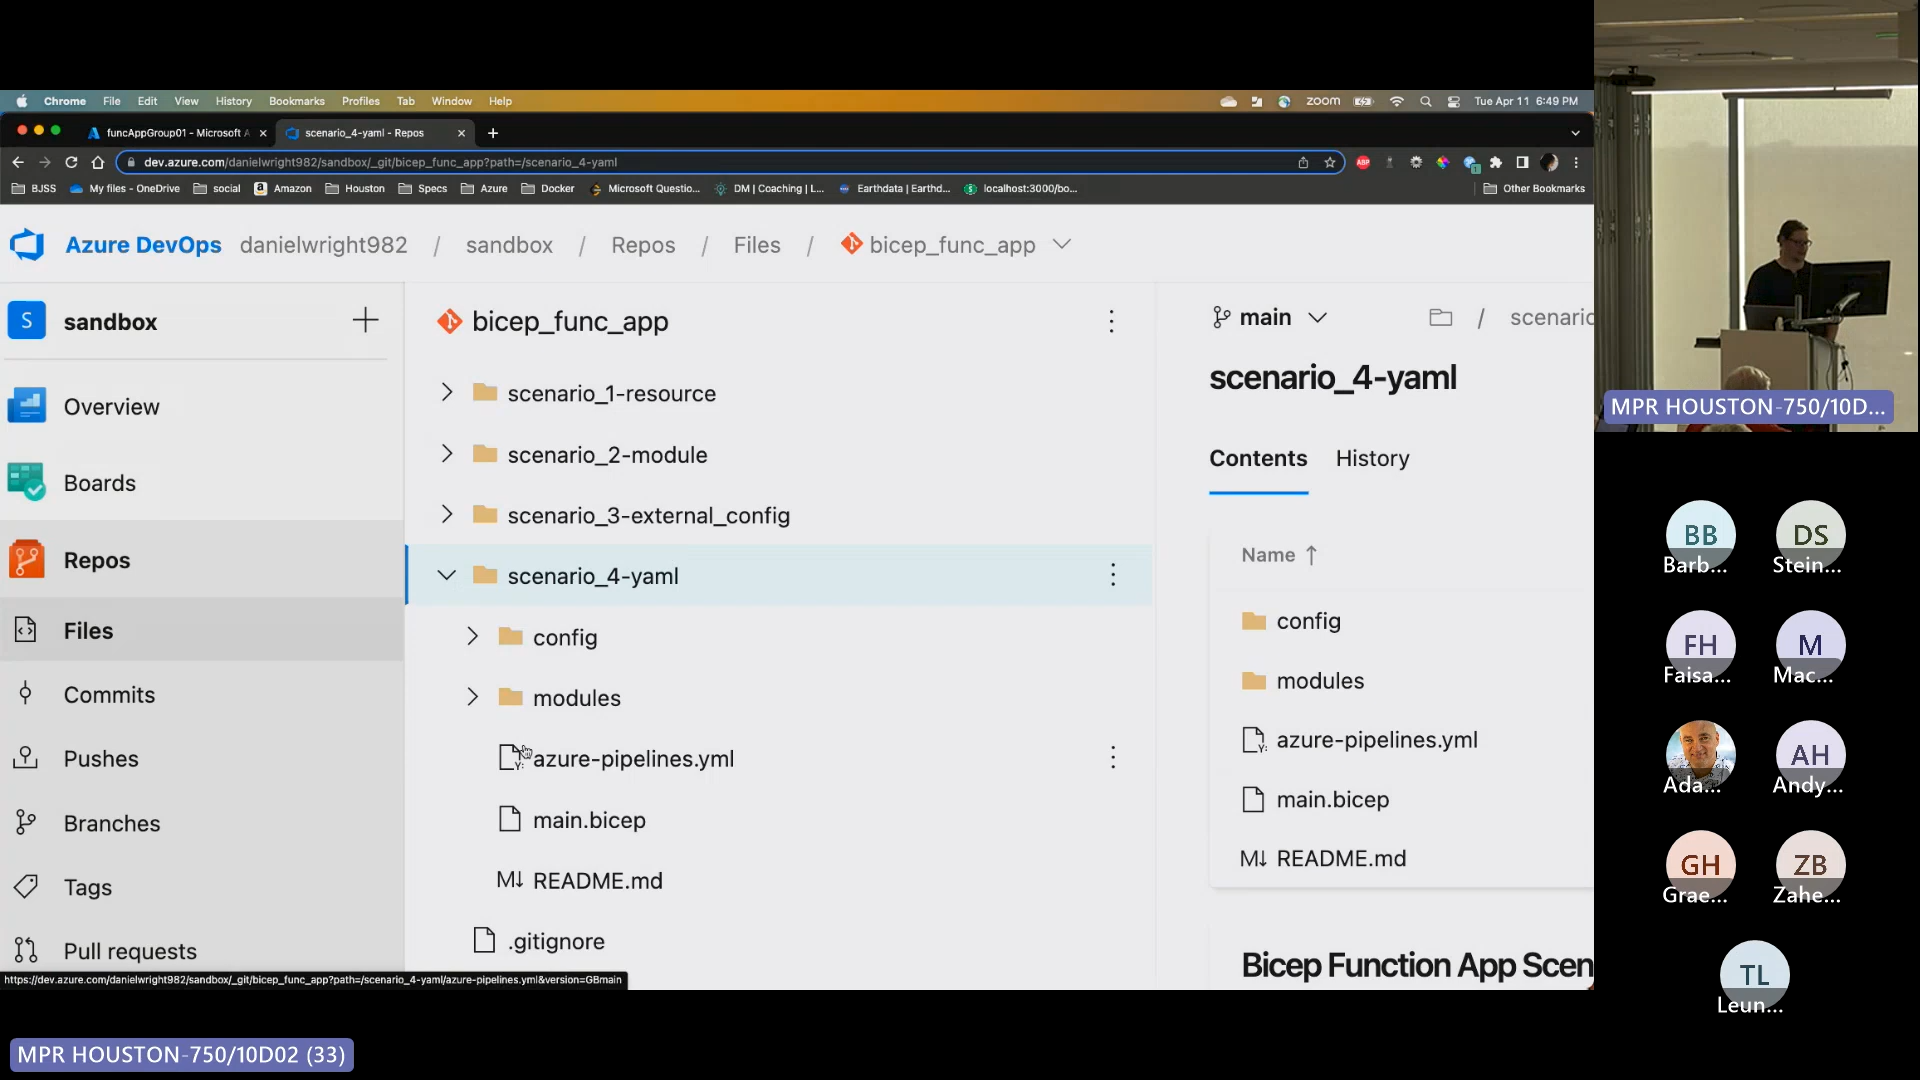 Chrome File Edit View History Bookmarks Profiles Tab Window Help
zoom
Tue Apr 11 6:49 PM
funcAppGroup01 - Microsoft A
scenario_4-yaml - Repos
dev.azure.com/danielwright982/sandbox/_git/bicep_func_app?path=/scenario_4-yaml
ABP
BJSS My files - OneDrive social Amazon Houston Specs Azure Docker Microsoft Questio... DM | Coaching | L... Earthdata | Earthd... localhost:3000/bo... Other Bookmarks
Azure DevOps danielwright982 / sandbox / Repos / Files / bicep_func_app
S sandbox
Overview
Boards
Repos
Files
Commits
Pushes
Branches
Tags
Pull requests
bicep_func_app
scenario_1-resource
scenario_2-module
scenario_3-external_config
scenario_4-yaml
config
modules
azure-pipelines.yml
main.bicep
README.md
.gitignore
main
/ scenario
scenario_4-yaml
Contents History
Name
config
modules
azure-pipelines.yml
main.bicep
README.md
Bicep Function App Scen
https://dev.azure.com/danielwright982/sandbox/_git/bicep_func_app?path=/scenario_4-yaml/azure-pipelines.yml&version=GBmain
MPR HOUSTON-750/10D...
BB DS
Barb... Stein...
FH M
Faisa... Mac...
AH
Ada... Andy...
GH ZB
Grae... Zahe...
TL
Leun...
MPR HOUSTON-750/10D02 (33)